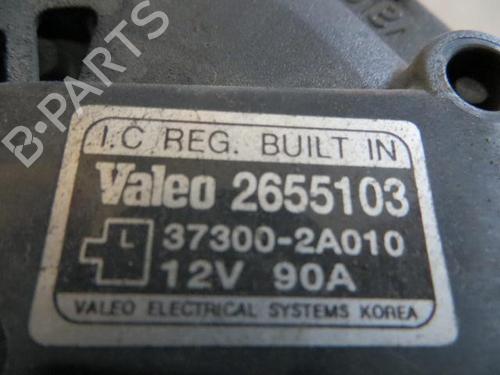 B-PARTS
I.C REG. BUILT IN
Valeo 2655103
L 37300-2A010
12V 90A
VALEO ELECTRICAL SYSTEMS KOREA